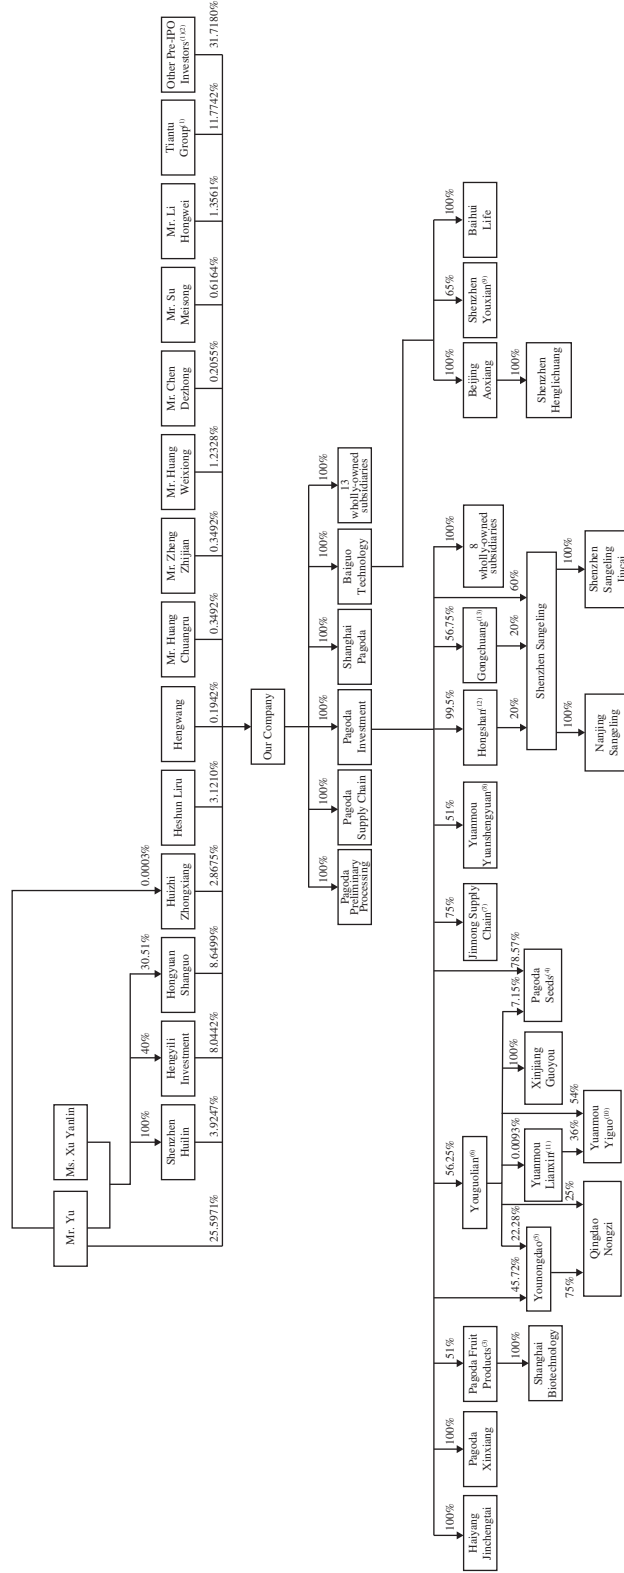 Mr. Yu
Ms. Xu Yanlin
100%
40%
30.51%
0.0003%
Shenzhen
Huilin
Hengyili
Investment
Hongyuan
Shanguo
Huizhi
Zhongxiang
Heshun Liru
Hengwang
Mr. Huang
Chuangru
Mr. Zheng
Zhijian
Mr. Huang
Weixiong
Mr. Chen
Dezhong
Mr. Su
Meisong
Mr. Li
Hongwei
Tiantu
Group(1)
Other Pre-IPO
Investors(1)(2)
25.5971%
3.9247%
8.0442%
8.6499%
2.8675%
3.1210%
0.1942%
0.3492%
0.3492%
1.2328%
0.2055%
0.6164%
1.3561%
11.7742%
31.7180%
Our Company
100%
100%
100%
100%
100%
100%
Pagoda
Preliminary
Processing
Pagoda
Supply Chain
Pagoda
Investment
Shanghai
Pagoda
Baiguo
Technology
13
wholly-owned
subsidiaries
100%
100%
51%
45.72%
56.25%
78.57%
75%
51%
99.5%
56.75%
60%
100%
100%
65%
100%
Haiyang
Jinchengtai
Pagoda
Xinxiang
Pagoda Fruit
Products(3)
Youguolian(6)
Jinnong Supply
Chain(7)
Yuanmou
Yuanshengyuan(8)
Hongshan(12)
Gongchuang(13)
8
wholly-owned
subsidiaries
Beijing
Aoxiang
Shenzhen
Youxian(9)
Baihui
Life
100%
22.28%
0.0093%
100%
7.15%
20%
20%
100%
Shanghai
Biotechnology
Younongdao(5)
Yuanmou
Lianxin(11)
Xinjiang
Guoyou
Pagoda
Seeds(4)
Shenzhen Sangeling
Shenzhen
Henglichuang
75%
25%
36%
54%
100%
100%
Qingdao
Nongzi
Yuanmou
Yiguo(10)
Nanjing
Sangeling
Shenzhen
Sangeling
Jiucai